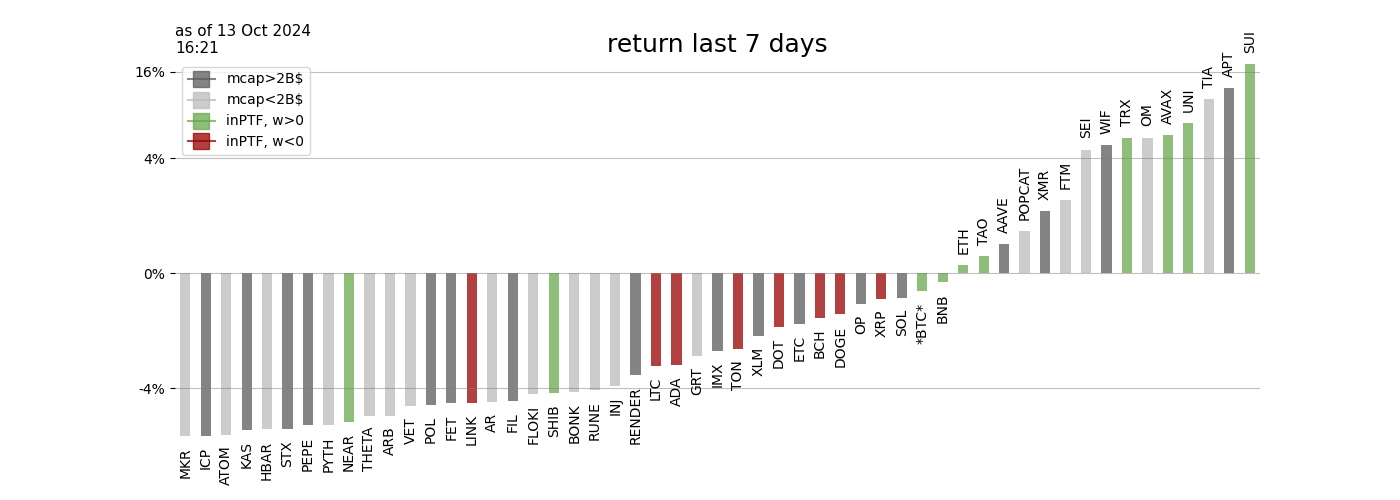 as of 13 Oct 2024
16:21
return last 7 days
mcap>2B$
mcap<2B$
inPTF, w>0
inPTF, w<0
16%
4%
0%
-4%
MKR
ICP
ATOM
KAS
HBAR
STX
PEPE
PYTH
NEAR
THETA
ARB
VET
POL
FET
LINK
AR
FIL
FLOKI
SHIB
BONK
RUNE
INJ
RENDER
LTC
ADA
GRT
IMX
TON
XLM
DOT
ETC
BCH
DOGE
OP
XRP
SOL
*BTC*
BNB
ETH
TAO
AAVE
POPCAT
XMR
FTM
SEI
WIF
TRX
OM
AVAX
UNI
TIA
APT
SUI